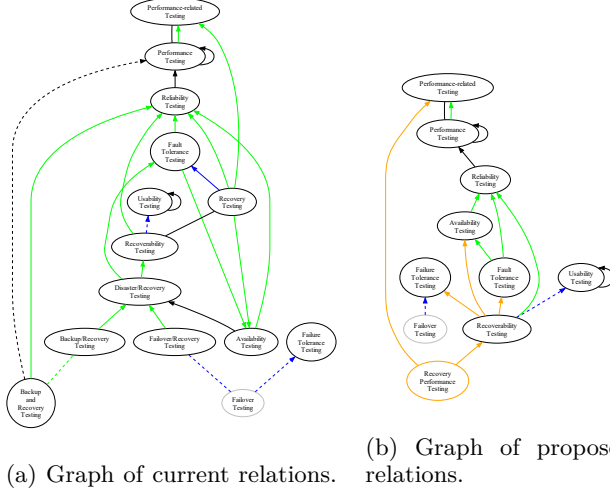 Performance-related
Testing
Performance
Testing
Reliability
Testing
Fault
Tolerance
Testing
Usability
Testing
Recovery
Testing
Recoverability
Testing
Disaster/Recovery
Testing
Backup/Recovery
Testing
Failover/Recovery
Testing
Availability
Testing
Failure
Tolerance
Testing
Backup
and
Recovery
Testing
Failover
Testing
(a) Graph of current relations.
Performance-related
Testing
Performance
Testing
Reliability
Testing
Availability
Testing
Failure
Tolerance
Testing
Fault
Tolerance
Testing
Usability
Testing
Failover
Testing
Recoverability
Testing
Recovery
Performance
Testing
(b) Graph of propose
relations.